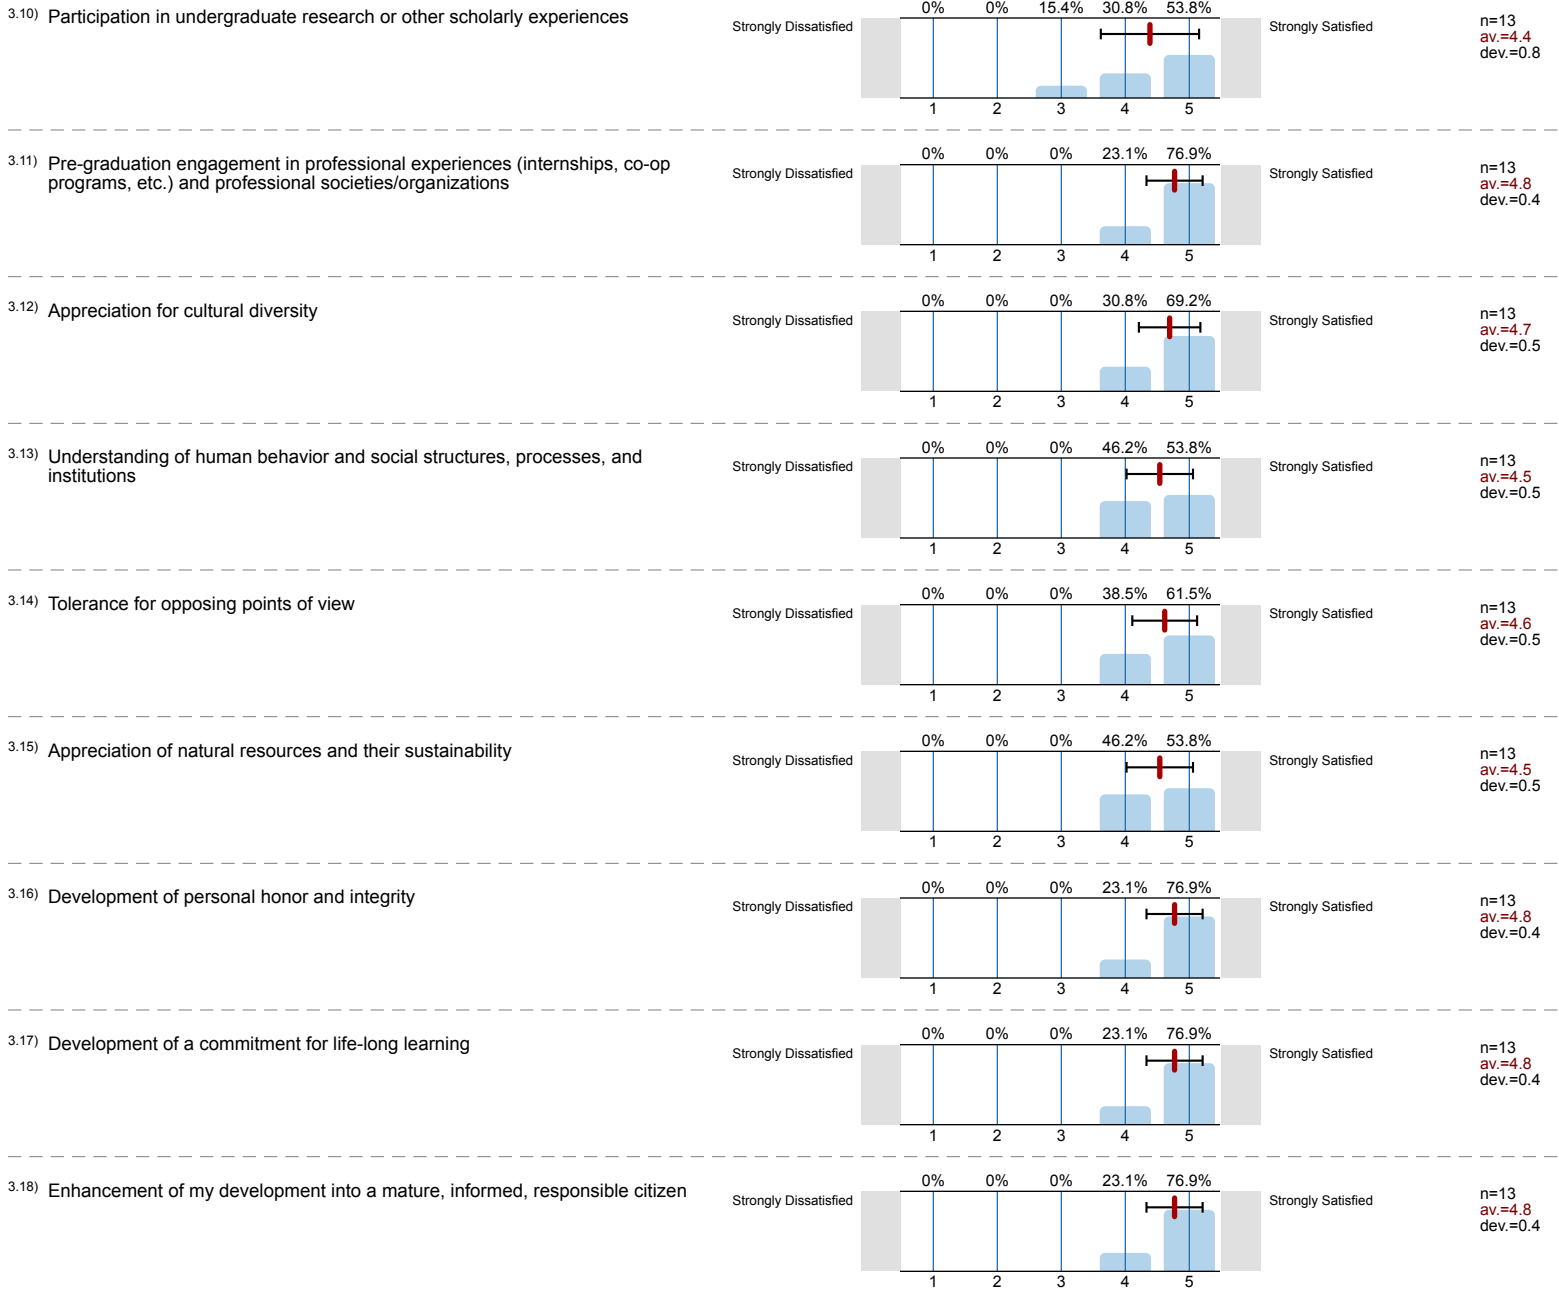 3.10) Participation in undergraduate research or other scholarly experiences
Strongly Dissatisfied
0% 0% 15.4% 30.8% 53.8%
1 2 3 4 5
Strongly Satisfied
n=13
av.=4.4
dev.=0.8
3.11) Pre-graduation engagement in professional experiences (internships, co-op
programs, etc.) and professional societies/organizations
Strongly Dissatisfied
0% 0% 0% 23.1% 76.9%
1 2 3 4 5
Strongly Satisfied
n=13
av.=4.8
dev.=0.4
3.12) Appreciation for cultural diversity
Strongly Dissatisfied
0% 0% 0% 30.8% 69.2%
1 2 3 4 5
Strongly Satisfied
n=13
av.=4.7
dev.=0.5
3.13) Understanding of human behavior and social structures, processes, and
institutions
Strongly Dissatisfied
0% 0% 0% 46.2% 53.8%
1 2 3 4 5
Strongly Satisfied
n=13
av.=4.5
dev.=0.5
3.14) Tolerance for opposing points of view
Strongly Dissatisfied
0% 0% 0% 38.5% 61.5%
1 2 3 4 5
Strongly Satisfied
n=13
av.=4.6
dev.=0.5
3.15) Appreciation of natural resources and their sustainability
Strongly Dissatisfied
0% 0% 0% 46.2% 53.8%
1 2 3 4 5
Strongly Satisfied
n=13
av.=4.5
dev.=0.5
3.16) Development of personal honor and integrity
Strongly Dissatisfied
0% 0% 0% 23.1% 76.9%
1 2 3 4 5
Strongly Satisfied
n=13
av.=4.8
dev.=0.4
3.17) Development of a commitment for life-long learning
Strongly Dissatisfied
0% 0% 0% 23.1% 76.9%
1 2 3 4 5
Strongly Satisfied
n=13
av.=4.8
dev.=0.4
3.18) Enhancement of my development into a mature, informed, responsible citizen
Strongly Dissatisfied
0% 0% 0% 23.1% 76.9%
1 2 3 4 5
Strongly Satisfied
n=13
av.=4.8
dev.=0.4